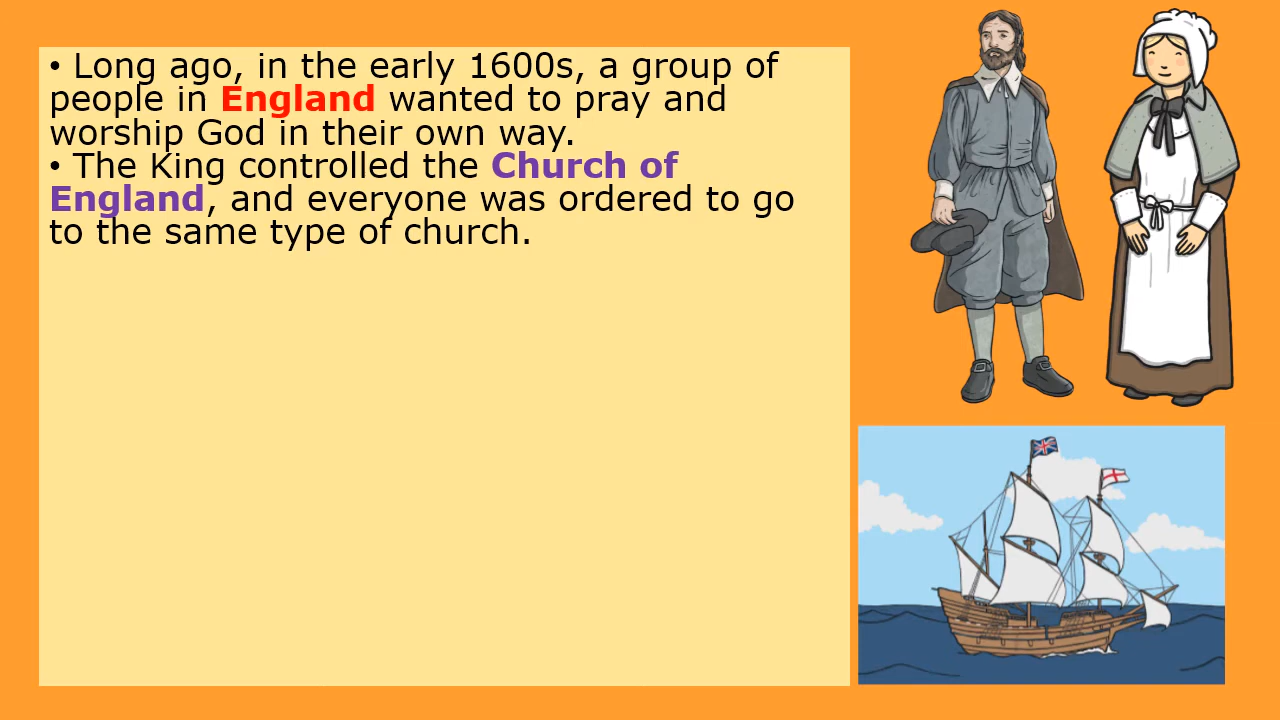 • Long ago, in the early 1600s, a group of
people in England wanted to pray and
worship God in their own way.
• The King controlled the Church of
England, and everyone was ordered to go
to the same type of church.